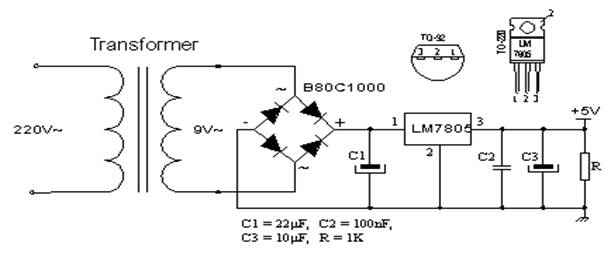 2
TO-92
3 2 1
TO-220
LM
7805
1 2 3
Transformer
B80C1000
~
+5V
220V~
9V~
-
+
1
LM7805
3
2
C1
C2
C3
R
~
C1 = 22µF, C2 = 100nF,
C3 = 10µF, R = 1K